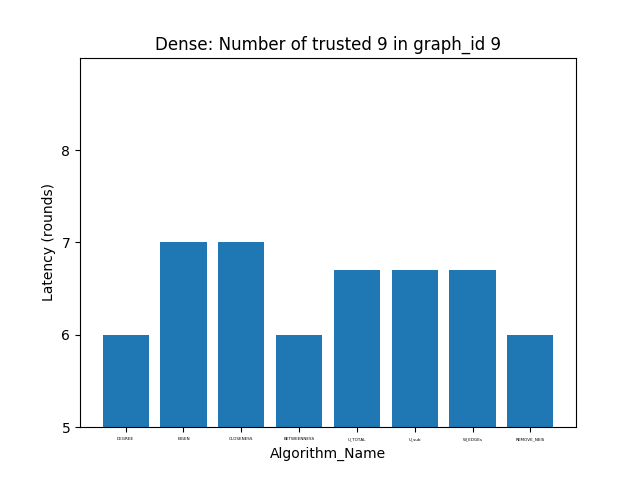 Dense: Number of trusted 9 in graph_id 9
Latency (rounds)
8
7
6
5
DEGREE EIGEN CLOSENESS BETWEENNESS U_TOTAL U_sub W_EDGEs REMOVE_NEIS
Algorithm_Name